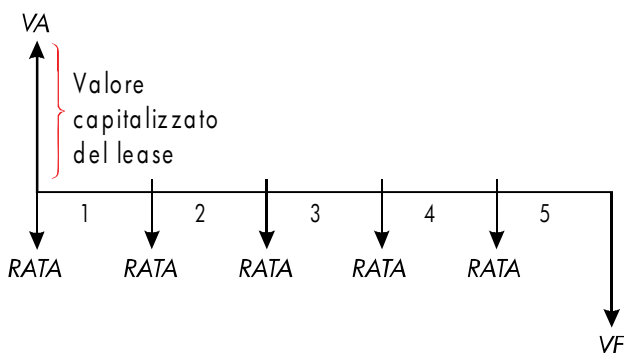 VA
Valore
capitalizzato
del lease
1 2 3 4 5
RATA RATA RATA RATA RATA
VF